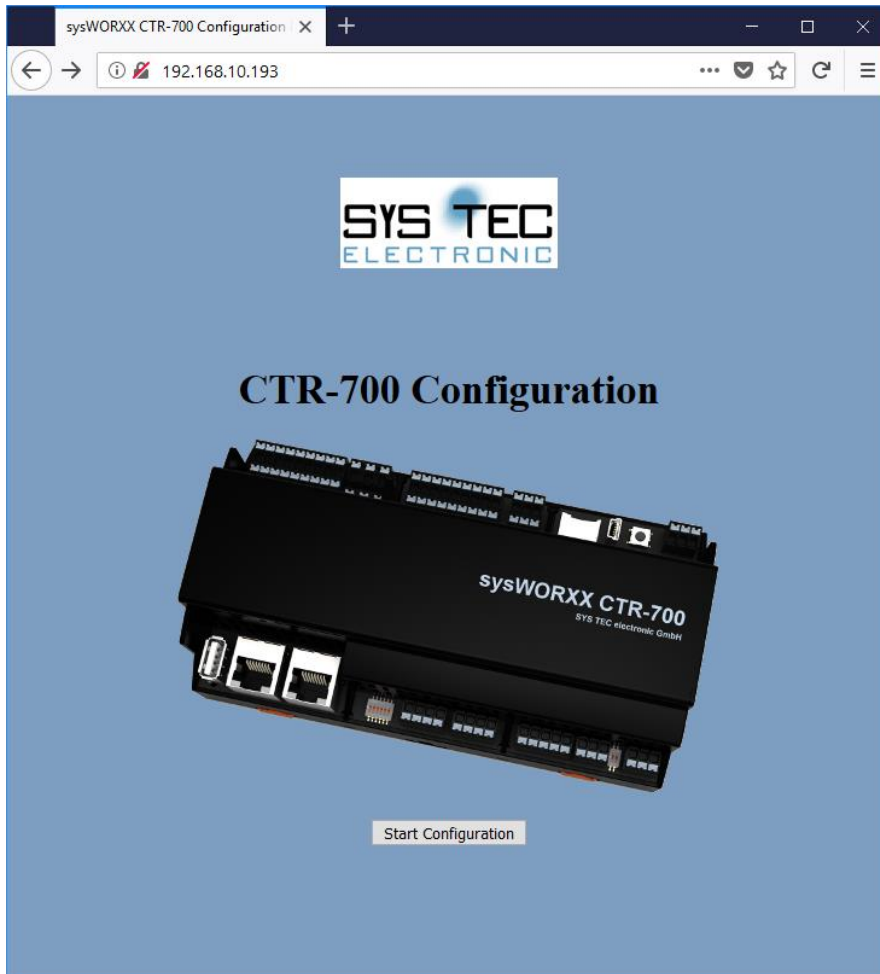 sysWORXX CTR-700 Configuration
192.168.10.193
SYS TEC
ELECTRONIC
CTR-700 Configuration
sysWORXX CTR-700
SYS TEC electronic GmbH
Start Configuration